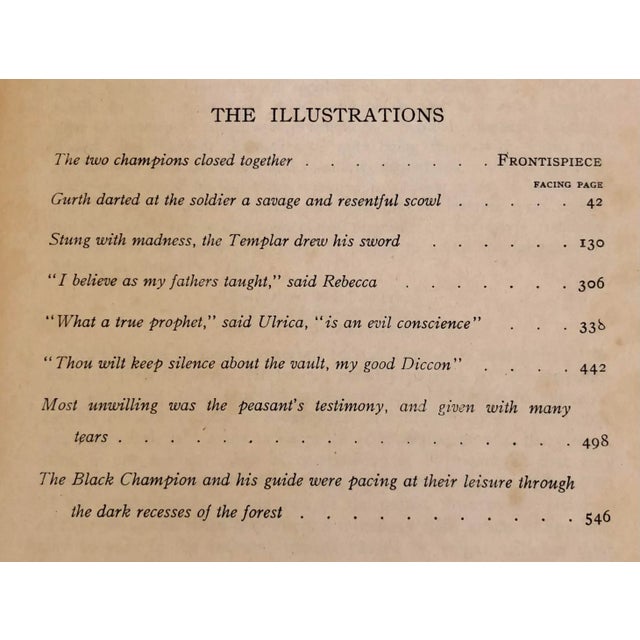 THE ILLUSTRATIONS
The two champions closed together . . . . . . . FRONTISPIECE
FACING PAGE
Gurth darted at the soldier a savage and resentful scowl . . . . . 42
Stung with madness, the Templar drew his sword . . . . . . 130
"I believe as my fathers taught," said Rebecca . . . . . . . 306
"What a true prophet," said Ulrica, "is an evil conscience" . . . 338
"Thou wilt keep silence about the vault, my good Diccon" . . . . 442
Most unwilling was the peasant's testimony, and given with many
tears . . . . . . . . . . . . . . . . . . 498
The Black Champion and his guide were pacing at their leisure through
the dark recesses of the forest . . . . . . . . . . . 546